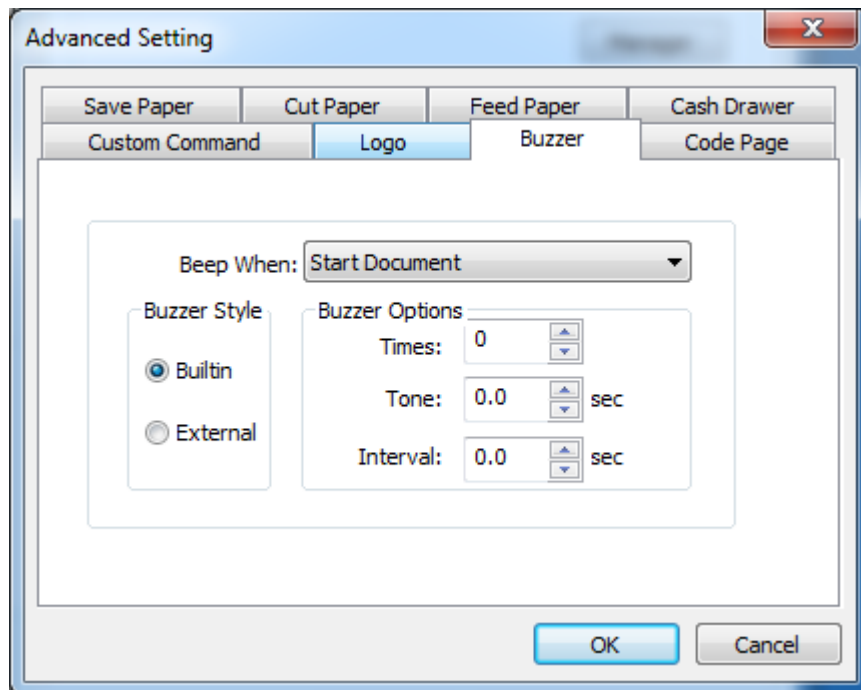 Advanced Setting
Save Paper Cut Paper Feed Paper Cash Drawer
Custom Command Logo Buzzer Code Page
Beep When: Start Document
Buzzer Style Buzzer Options
Times: 0
Builtin
Tone: 0.0 sec
External
Interval: 0.0 sec
OK Cancel